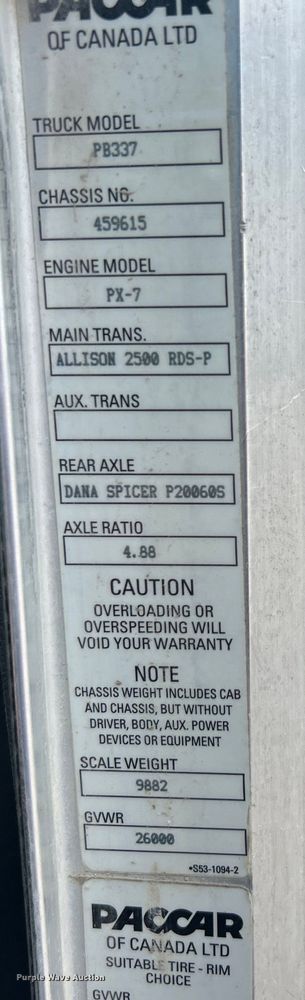 PACCAR
OF CANADA LTD
TRUCK MODEL
PB337
CHASSIS NO.
459615
ENGINE MODEL
PX-7
MAIN TRANS.
ALLISON 2500 RDS-P
AUX. TRANS
REAR AXLE
DANA SPICER P20060S
AXLE RATIO
4.88
CAUTION
OVERLOADING OR
OVERSPEEDING WILL
VOID YOUR WARRANTY
NOTE
CHASSIS WEIGHT INCLUDES CAB
AND CHASSIS, BUT WITHOUT
DRIVER, BODY, AUX. POWER
DEVICES OR EQUIPMENT
SCALE WEIGHT
9882
GVWR
26000
•S53-1094-2
PACCAR
OF CANADA LTD
SUITABLE TIRE - RIM
CHOICE
GVWR
Purple Wave Auction